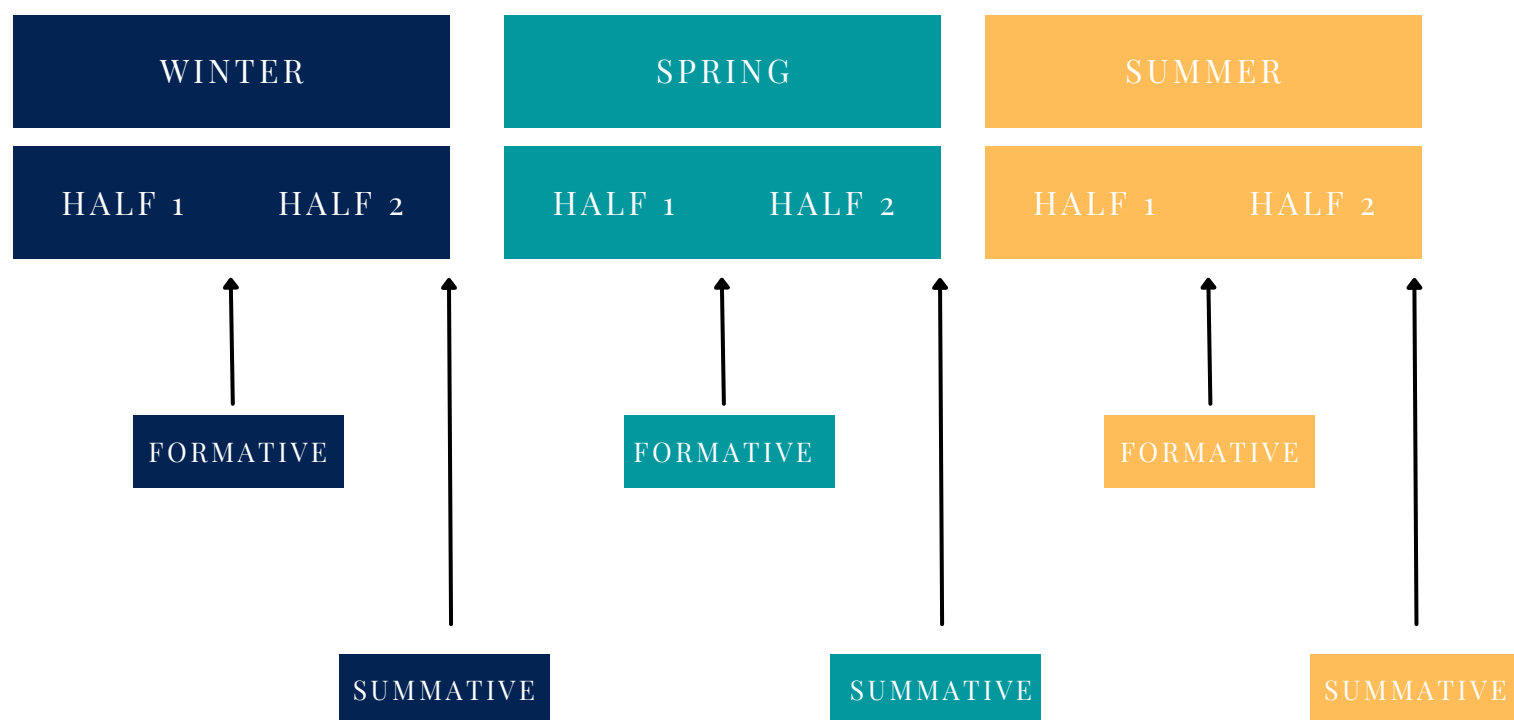 WINTER
SPRING
SUMMER
HALF 1
HALF 2
HALF 1
HALF 2
HALF 1
HALF 2
FORMATIVE
FORMATIVE
FORMATIVE
SUMMATIVE
SUMMATIVE
SUMMATIVE